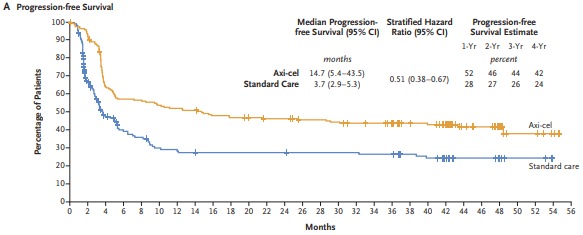 A Progression-free Survival
Median Progression-free Survival (95% CI)
Stratified Hazard Ratio (95% CI)
Progression-free Survival Estimate
1-Yr 2-Yr 3-Yr 4-Yr
months
percent
Axi-cel 14.7 (5.4–43.5) 52 46 44 42
0.51 (0.38–0.67)
Standard Care 3.7 (2.9–5.3) 28 27 26 24
Percentage of Patients
100
90
80
70
60
50
40
30
20
10
0
Axi-cel
Standard care
0 2 4 6 8 10 12 14 16 18 20 22 24 26 28 30 32 34 36 38 40 42 44 46 48 50 52 54 56
Months